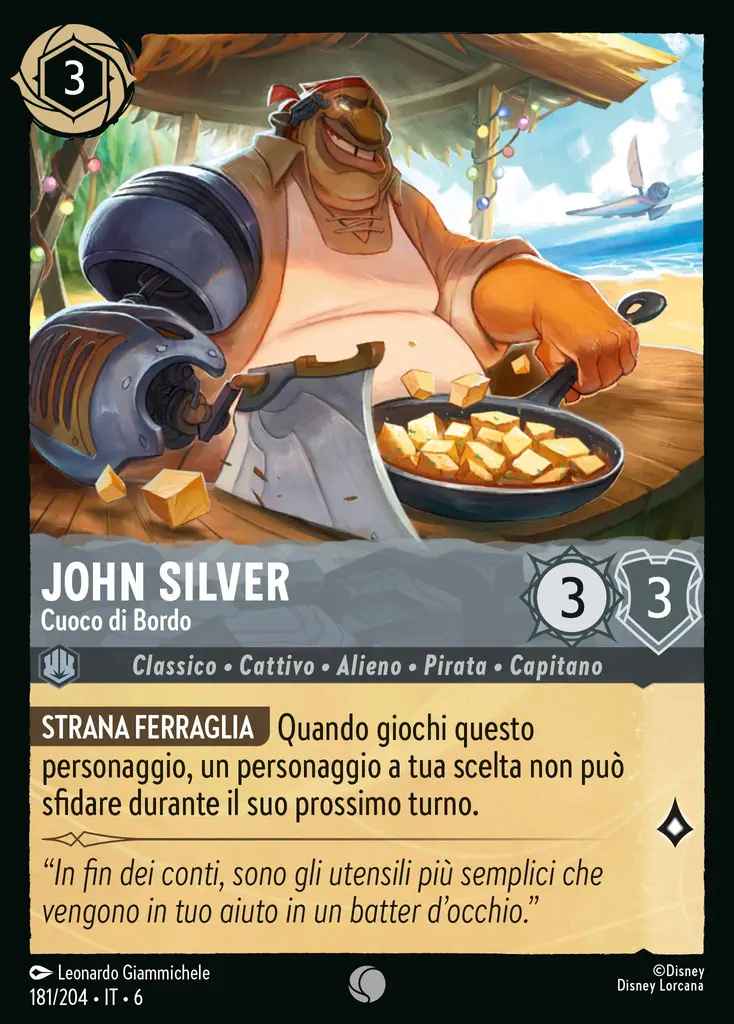 3
JOHN SILVER
Cuoco di Bordo
3
3
Classico • Cattivo • Alieno • Pirata • Capitano
STRANA FERRAGLIA Quando giochi questo
personaggio, un personaggio a tua scelta non può
sfidare durante il suo prossimo turno.
“In fin dei conti, sono gli utensili più semplici che
vengono in tuo aiuto in un batter d’occhio.”
Leonardo Giammichele
181/204 • IT • 6
©Disney
Disney Lorcana